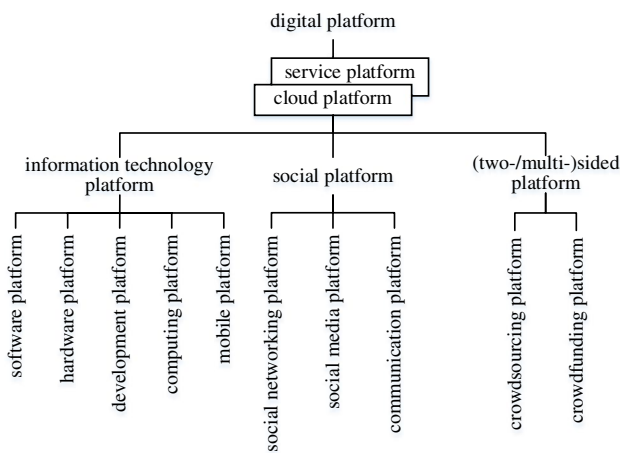 digital platform
service platform
cloud platform
information technology
platform
social platform
(two-/multi-)sided
platform
software platform
hardware platform
development platform
computing platform
mobile platform
social networking platform
social media platform
communication platform
crowdsourcing platform
crowdfunding platform